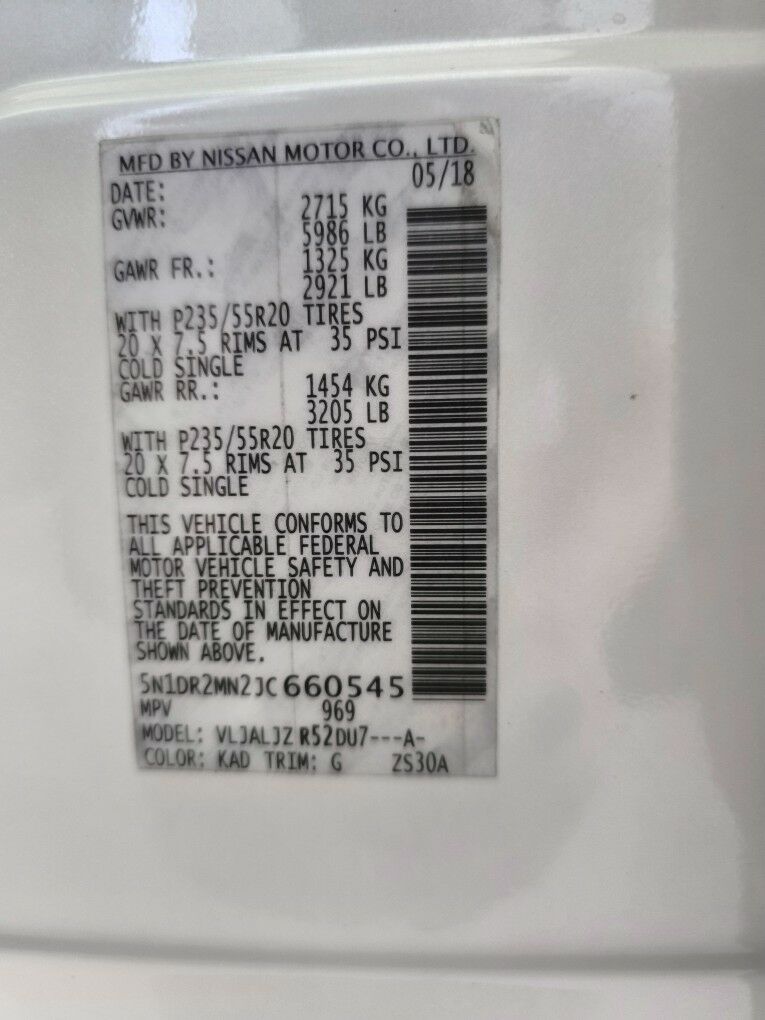 MFD BY NISSAN MOTOR CO., LTD.
DATE: 05/18
GVWR: 2715 KG
5986 LB
GAWR FR.: 1325 KG
2921 LB
WITH P235/55R20 TIRES
20 X 7.5 RIMS AT 35 PSI
COLD SINGLE
GAWR RR.: 1454 KG
3205 LB
WITH P235/55R20 TIRES
20 X 7.5 RIMS AT 35 PSI
COLD SINGLE
THIS VEHICLE CONFORMS TO
ALL APPLICABLE FEDERAL
MOTOR VEHICLE SAFETY AND
THEFT PREVENTION
STANDARDS IN EFFECT ON
THE DATE OF MANUFACTURE
SHOWN ABOVE.
5N1DR2MN2JC660545
MPV 969
MODEL: VLJALJZ R52DU7---A-
COLOR: KAD TRIM: G ZS30A